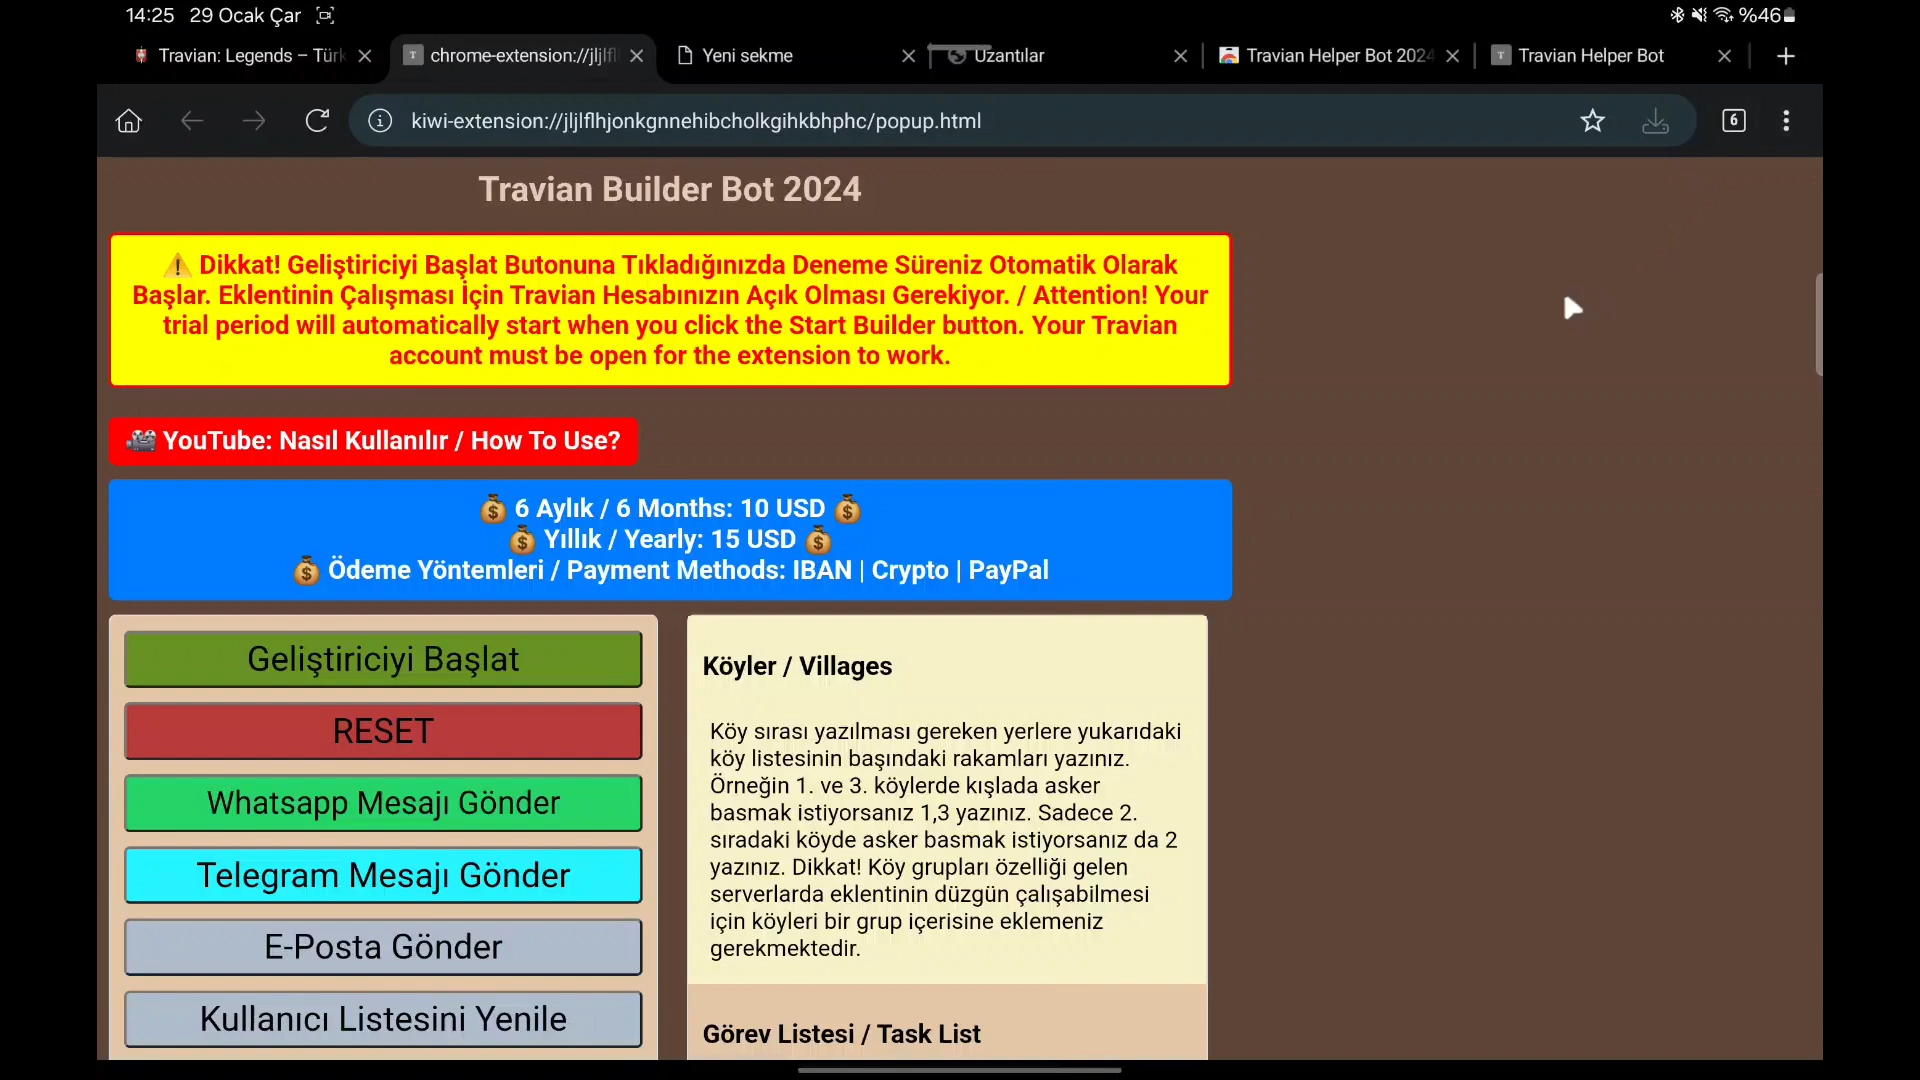 14:25 29 Ocak Çar
%46
Travian: Legends – Türk
chrome-extension://jljlfl
Yeni sekme
Uzantılar
Travian Helper Bot 2024
Travian Helper Bot
kiwi-extension://jljlflhjonkgnnehibcholkgihkbhphc/popup.html
6
Travian Builder Bot 2024
⚠️ Dikkat! Geliştiriciyi Başlat Butonuna Tıkladığınızda Deneme Süreniz Otomatik Olarak
Başlar. Eklentinin Çalışması İçin Travian Hesabınızın Açık Olması Gerekiyor. / Attention! Your
trial period will automatically start when you click the Start Builder button. Your Travian
account must be open for the extension to work.
YouTube: Nasıl Kullanılır / How To Use?
6 Aylık / 6 Months: 10 USD
Yıllık / Yearly: 15 USD
Ödeme Yöntemleri / Payment Methods: IBAN | Crypto | PayPal
Geliştiriciyi Başlat
RESET
Whatsapp Mesajı Gönder
Telegram Mesajı Gönder
E-Posta Gönder
Kullanıcı Listesini Yenile
Köyler / Villages
Köy sırası yazılması gereken yerlere yukarıdaki
köy listesinin başındaki rakamları yazınız.
Örneğin 1. ve 3. köylerde kışlada asker
basmak istiyorsanız 1,3 yazınız. Sadece 2.
sıradaki köyde asker basmak istiyorsanız da 2
yazınız. Dikkat! Köy grupları özelliği gelen
serverlarda eklentinin düzgün çalışabilmesi
için köyleri bir grup içerisine eklemeniz
gerekmektedir.
Görev Listesi / Task List